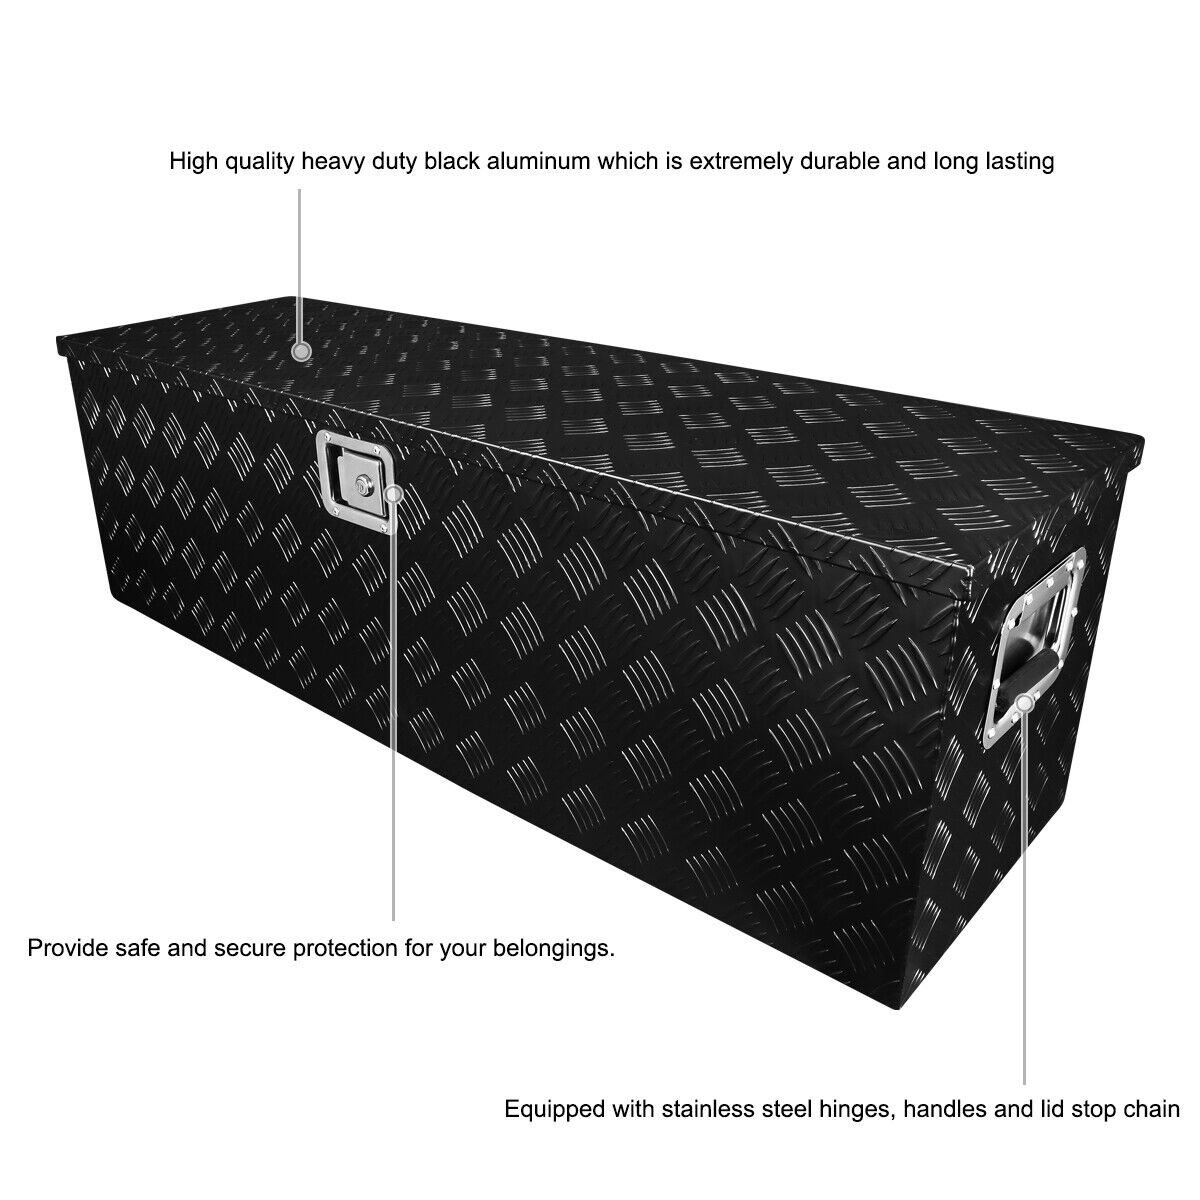 High quality heavy duty black aluminum which is extremely durable and long lasting
Provide safe and secure protection for your belongings.
Equipped with stainless steel hinges, handles and lid stop chain